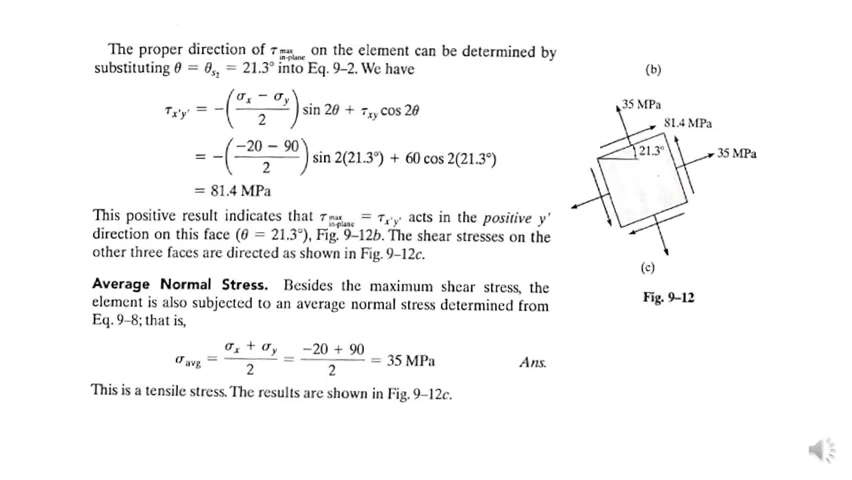 The proper direction of τ max in-plane on the element can be determined by
substituting θ = θs₂ = 21.3° into Eq. 9–2. We have
τx′y′ = −((σx − σy)/2) sin 2θ + τxy cos 2θ
= −((−20 − 90)/2) sin 2(21.3°) + 60 cos 2(21.3°)
= 81.4 MPa
This positive result indicates that τ max in-plane = τx′y′ acts in the positive y′
direction on this face (θ = 21.3°), Fig. 9–12b. The shear stresses on the
other three faces are directed as shown in Fig. 9–12c.
Average Normal Stress. Besides the maximum shear stress, the
element is also subjected to an average normal stress determined from
Eq. 9–8; that is,
σavg = (σx + σy)/2 = (−20 + 90)/2 = 35 MPa Ans.
This is a tensile stress. The results are shown in Fig. 9–12c.
(b)
35 MPa
81.4 MPa
21.3°
35 MPa
(c)
Fig. 9–12